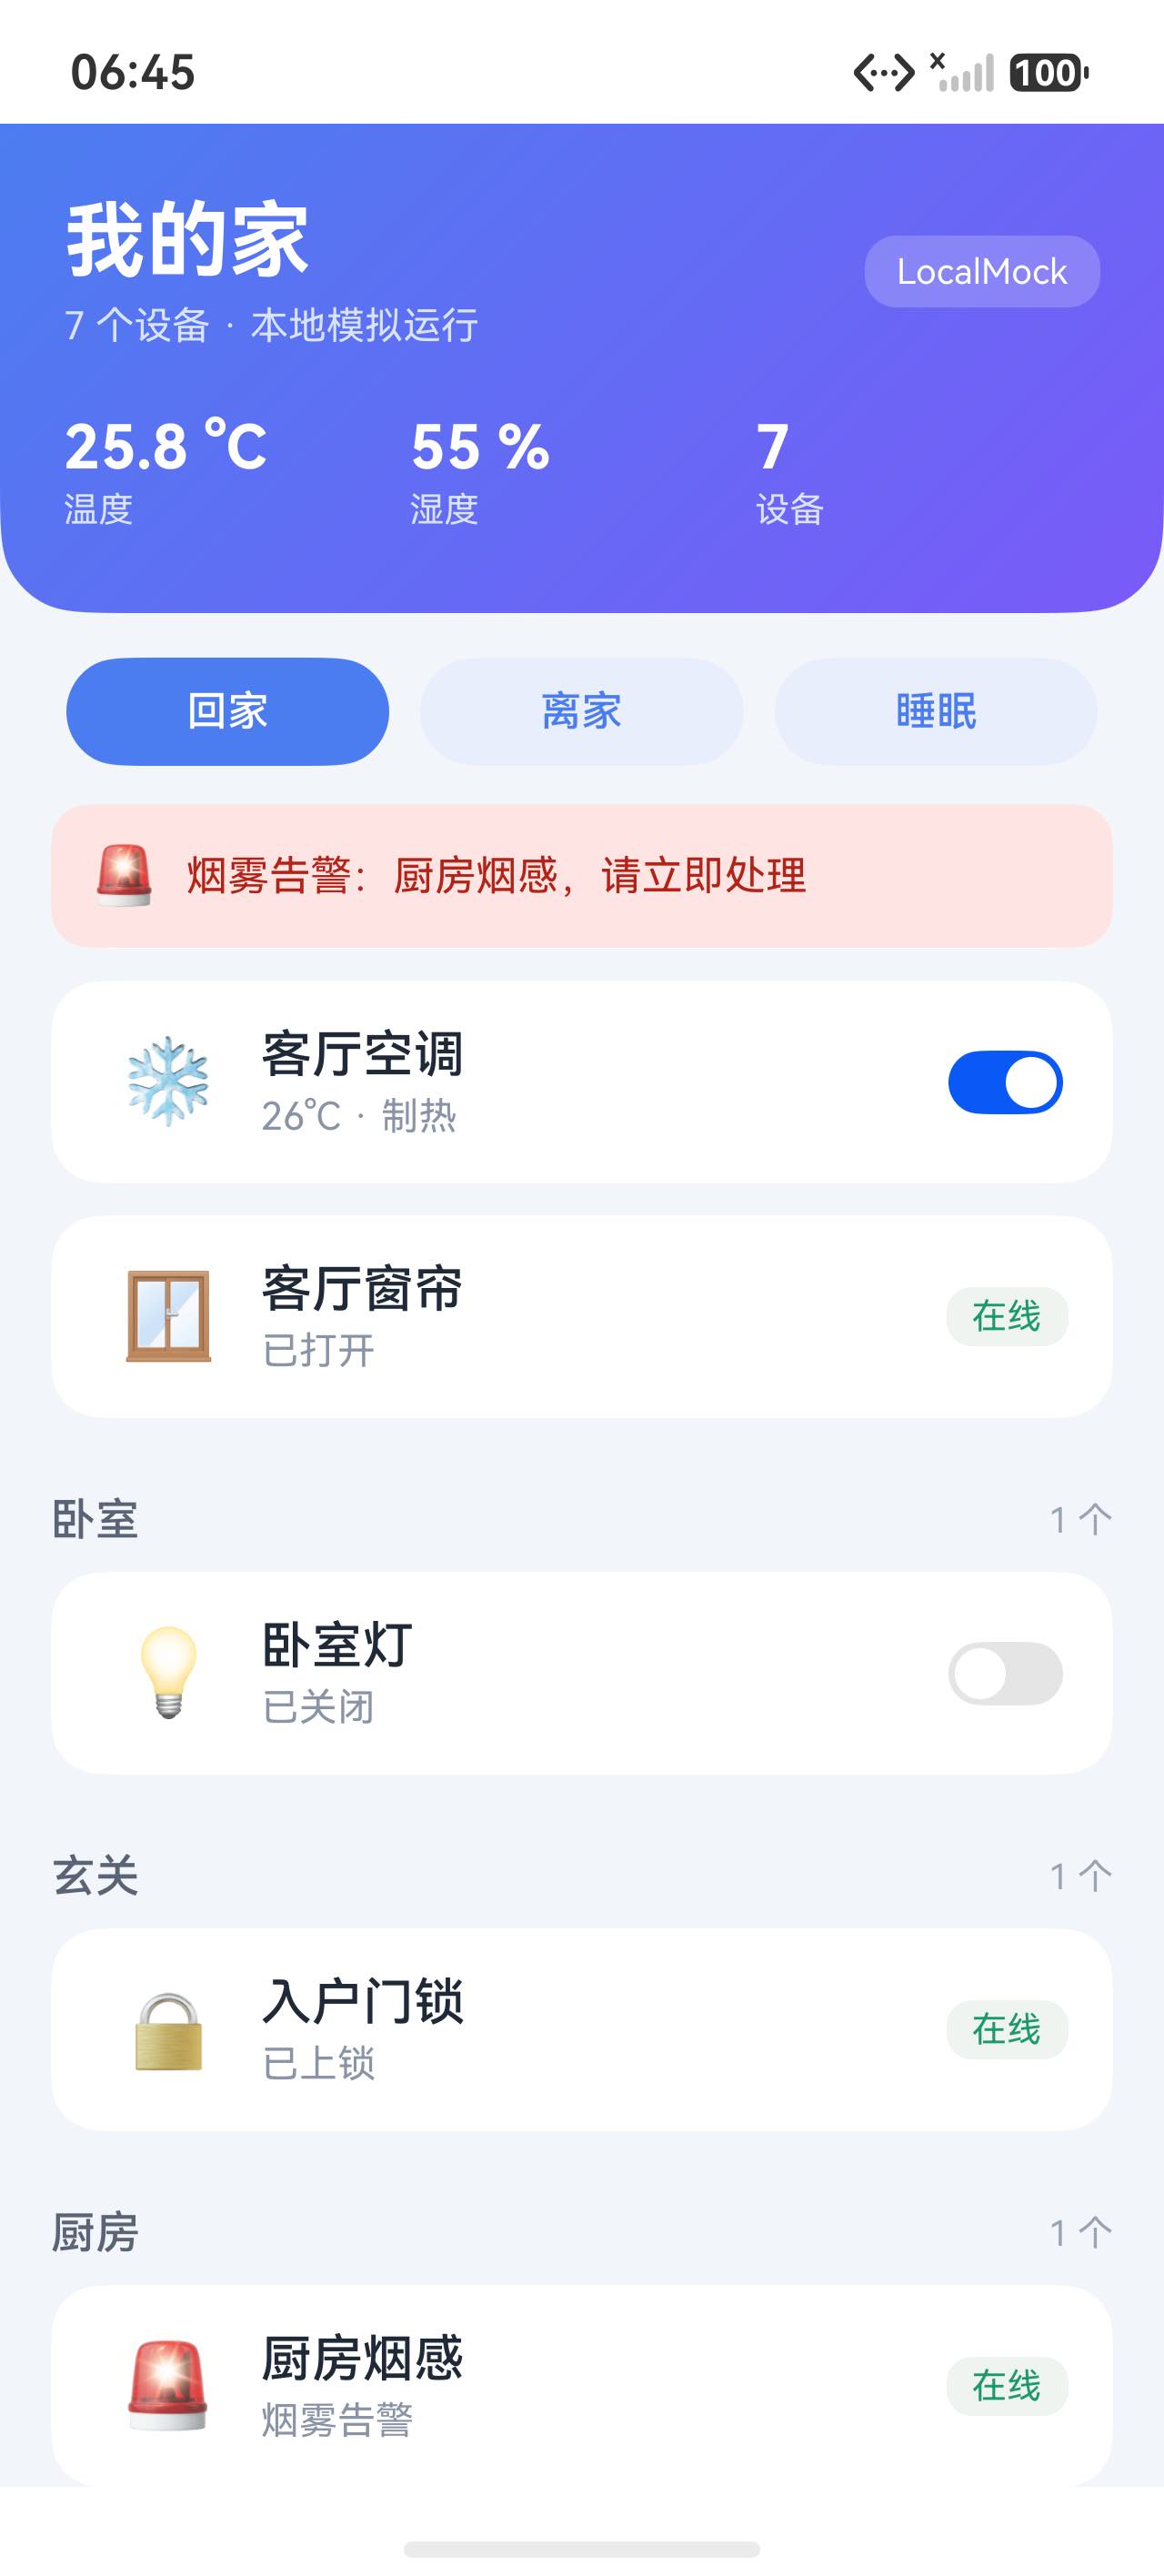 06:45
100
我的家
LocalMock
7 个设备 · 本地模拟运行
25.8 °C
55 %
7
温度
湿度
设备
回家
离家
睡眠
烟雾告警：厨房烟感，请立即处理
客厅空调
26°C · 制热
客厅窗帘
已打开
在线
卧室
1 个
卧室灯
已关闭
玄关
1 个
入户门锁
已上锁
在线
厨房
1 个
厨房烟感
烟雾告警
在线